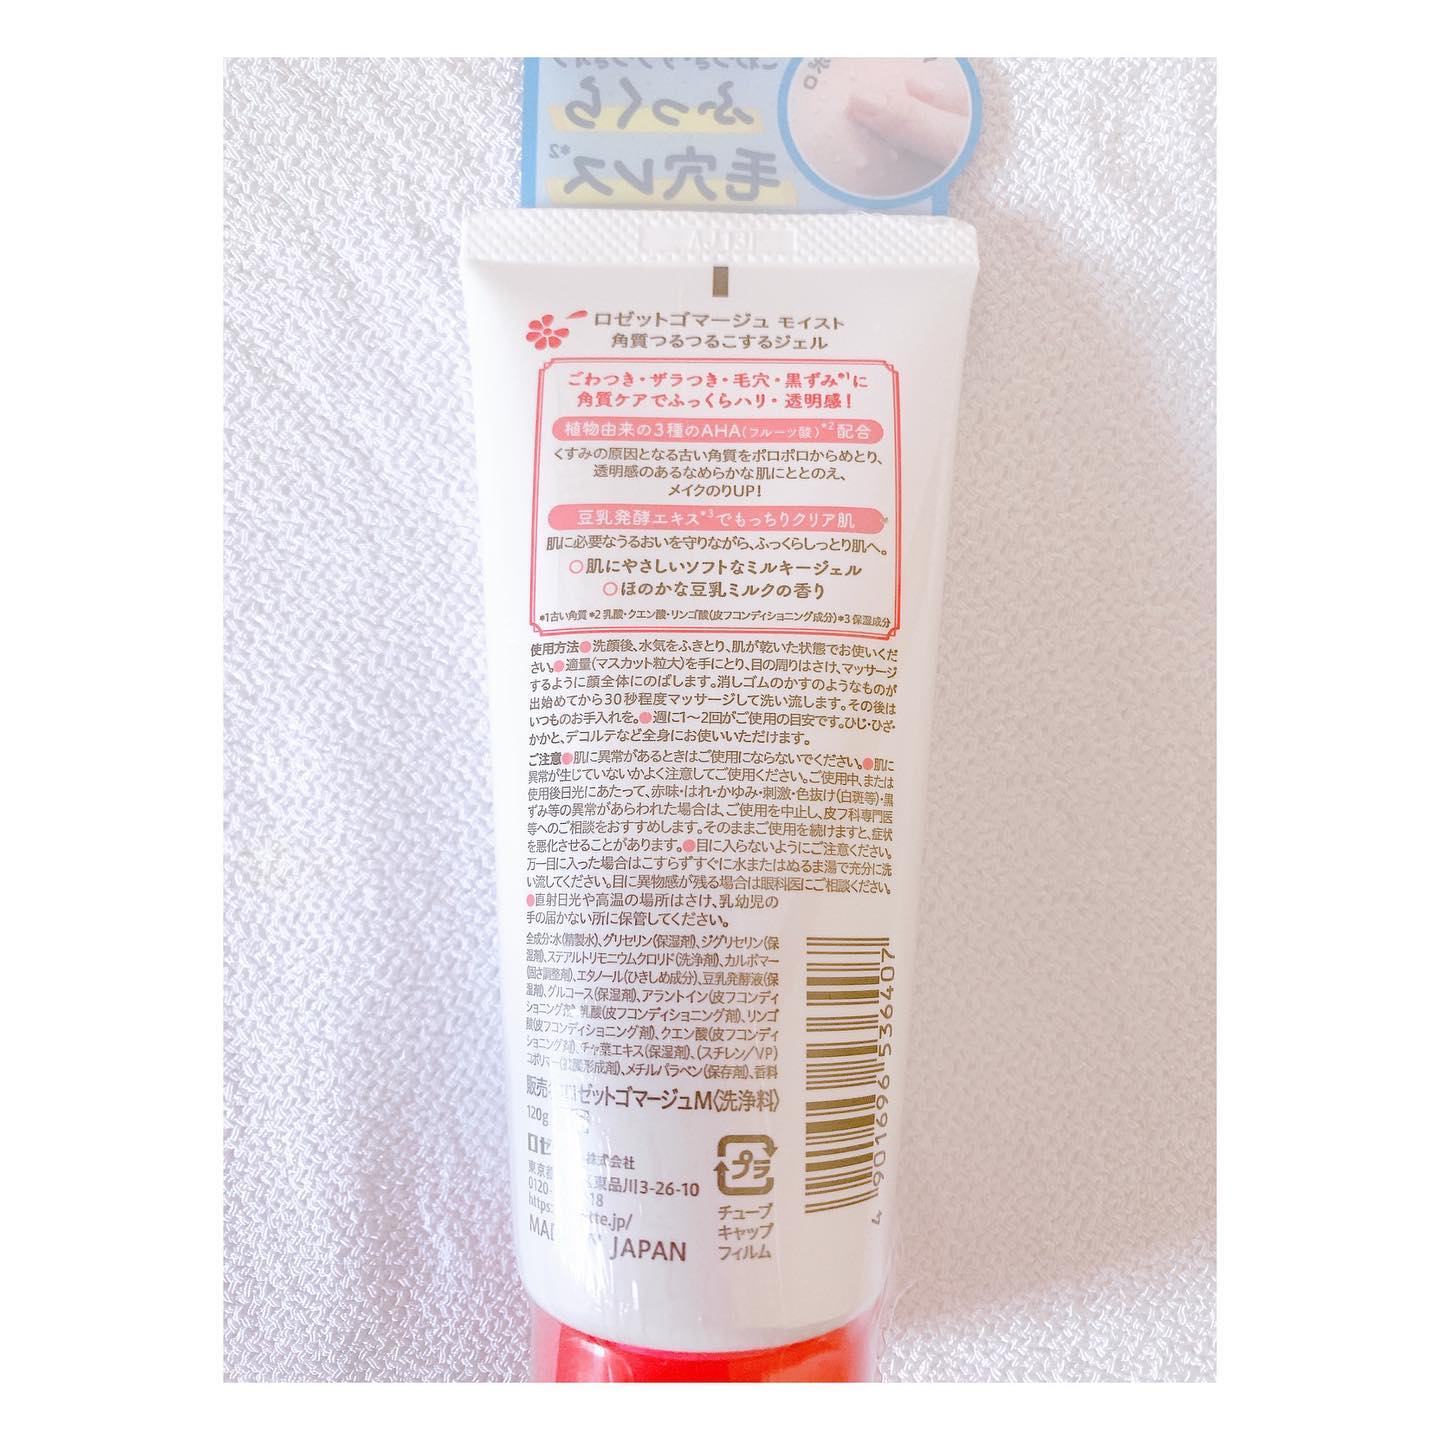 ふっくら
毛穴レス*2
ロゼットゴマージュ モイスト
角質つるつるこするジェル
ごわつき・ザラつき・毛穴・黒ずみ*1に
角質ケアでふっくらハリ・透明感!
植物由来の3種のAHA(フルーツ酸)*2配合
くすみの原因となる古い角質をポロポロからめとり、
透明感のあるなめらかな肌にととのえ、
メイクのりUP!
豆乳発酵エキス*3でもっちりクリア肌
肌に必要なうるおいを守りながら、ふっくらしっとり肌へ。
○肌にやさしいソフトなミルキージェル
○ほのかな豆乳ミルクの香り
*1古い角質*2乳酸・クエン酸・リンゴ酸(皮フコンディショニング成分)*3保湿成分
使用方法●洗顔後、水気をふきとり、肌が乾いた状態でお使いくだ
さい。●適量(マスカット粒大)を手にとり、目の周りはさけ、マッサージ
するように顔全体にのばします。消しゴムのかすのようなものが
出始めてから30秒程度マッサージして洗い流します。その後は
いつものお手入れを。●週に1〜2回がご使用の目安です。ひじ・ひざ・
かかと、デコルテなど全身にお使いいただけます。
ご注意●肌に異常があるときはご使用にならないでください。●肌に
異常が生じていないかよく注意してご使用ください。ご使用中、または
使用後日光にあたって、赤味・はれ・かゆみ・刺激・色抜け(白斑等)・黒
ずみ等の異常があらわれた場合は、ご使用を中止し、皮フ科専門医
等へのご相談をおすすめします。そのままご使用を続けますと、症状
を悪化させることがあります。●目に入らないようにご注意ください。
万一目に入った場合はこすらずすぐに水またはぬるま湯で充分に洗
い流してください。目に異物感が残る場合は眼科医にご相談ください。
●直射日光や高温の場所はさけ、乳幼児の
手の届かない所に保管してください。
全成分:水(精製水)、グリセリン(保湿剤)、ジグリセリン(保
湿剤)、ステアルトリモニウムクロリド(洗浄剤)、カルボマー
(固さ調整剤)、エタノール(ひきしめ成分)、豆乳発酵液(保
湿剤)、グルコース(保湿剤)、アラントイン(皮フコンディ
ショニング剤)、乳酸(皮フコンディショニング剤)、リンゴ
酸(皮フコンディショニング剤)、クエン酸(皮フコンディ
ショニング剤)、チャ葉エキス(保湿剤)、(スチレン/VP)
コポリマー(被膜形成剤)、メチルパラベン(保存剤)、香料
販売名:ロゼットゴマージュM〈洗浄料〉
120g
ロゼ 株式会社
東京都 区東品川3-26-10
0120- 18
https: tte.jp/
MADE IN JAPAN
プラ
チューブ
キャップ
フィルム
4 901696 536407